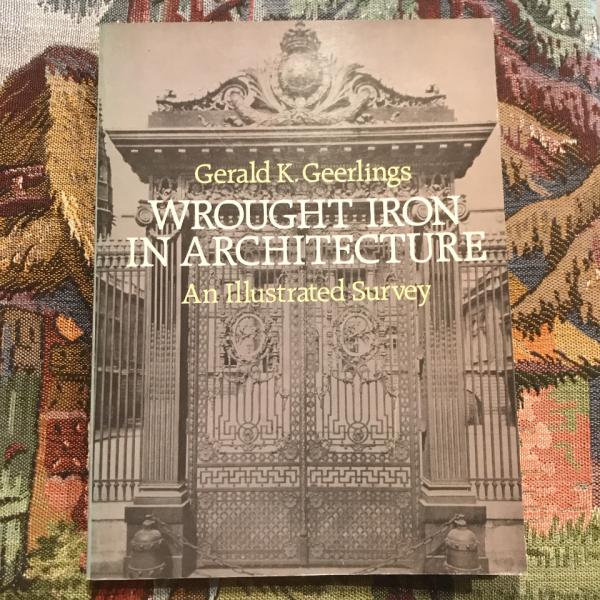 Gerald K. Geerlings
WROUGHT IRON
IN ARCHITECTURE
An Illustrated Survey